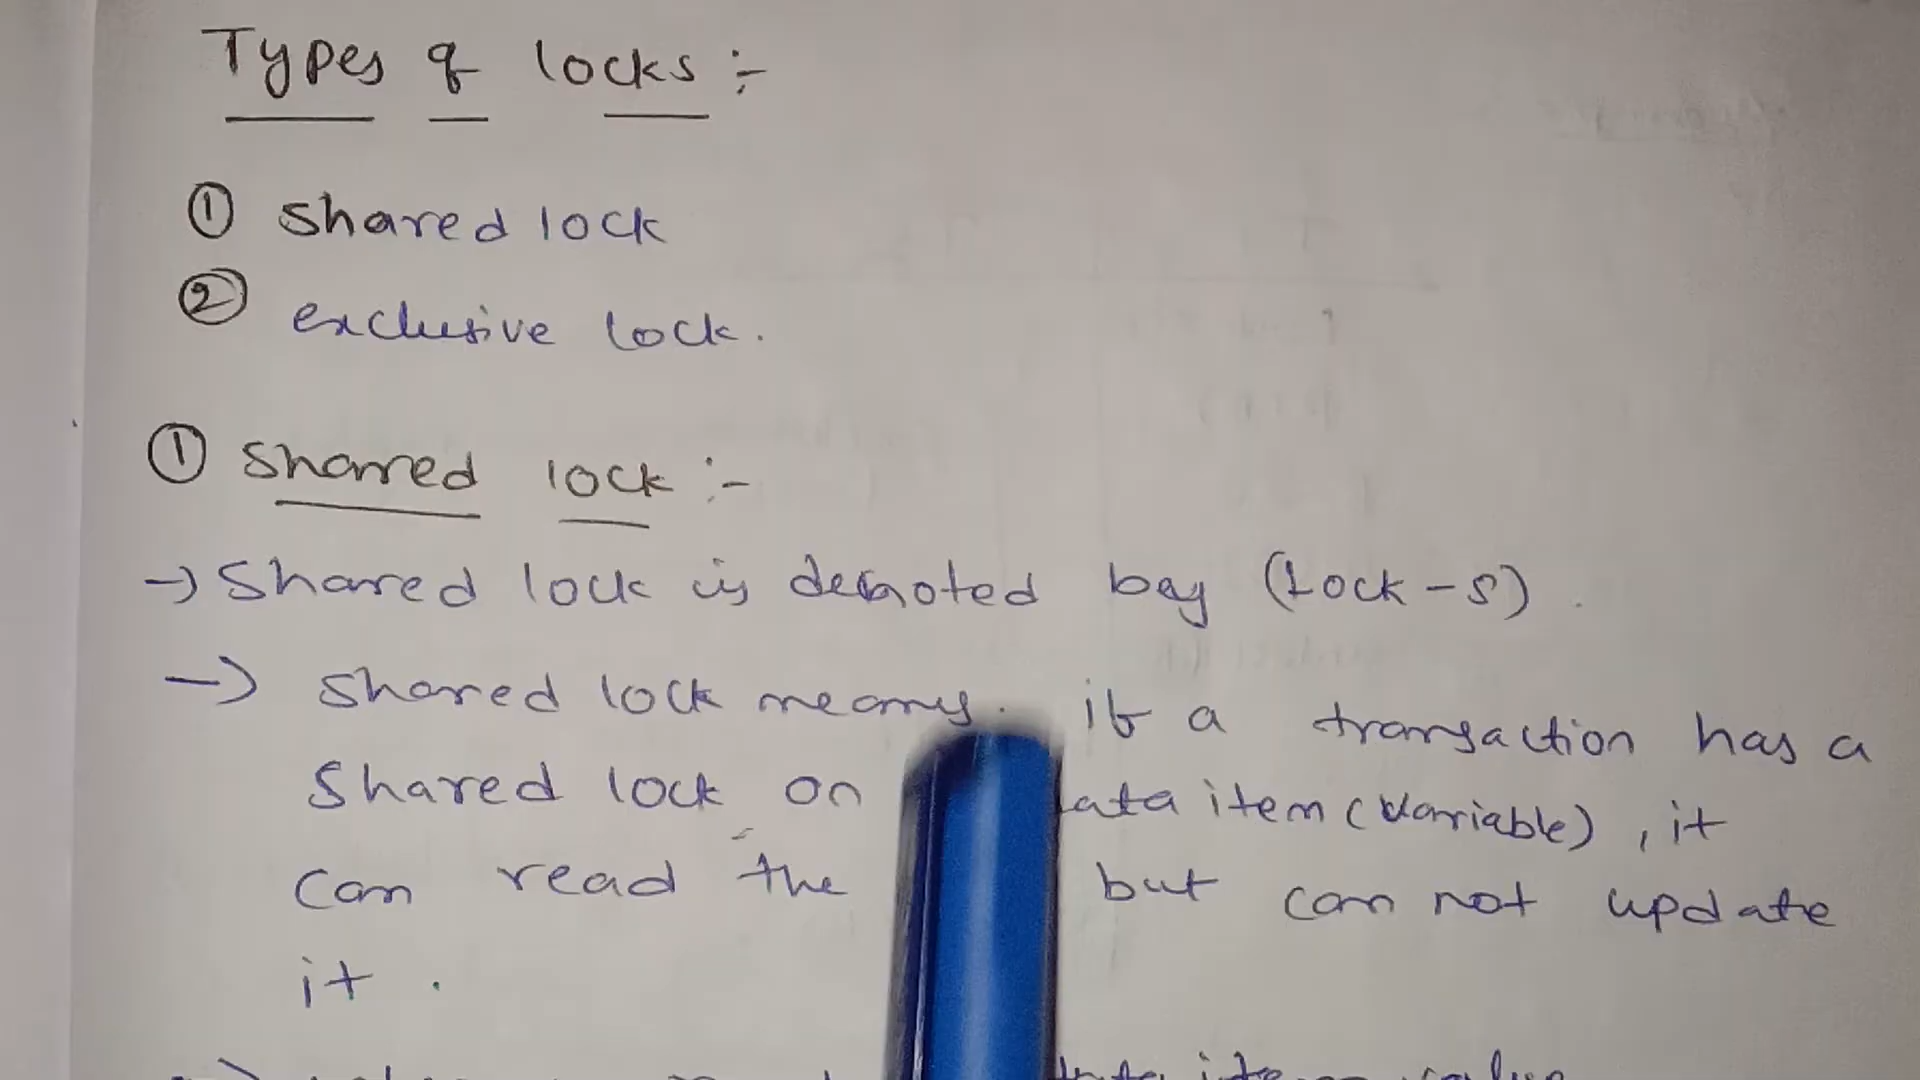 Types of locks :-
① shared lock
② exclusive lock.
① shared lock :-
→ Shared lock is denoted by (Lock-S).
→ shared lock means. if a transaction has a
Shared lock on ata item (variable), it
can read the but can not update
it.